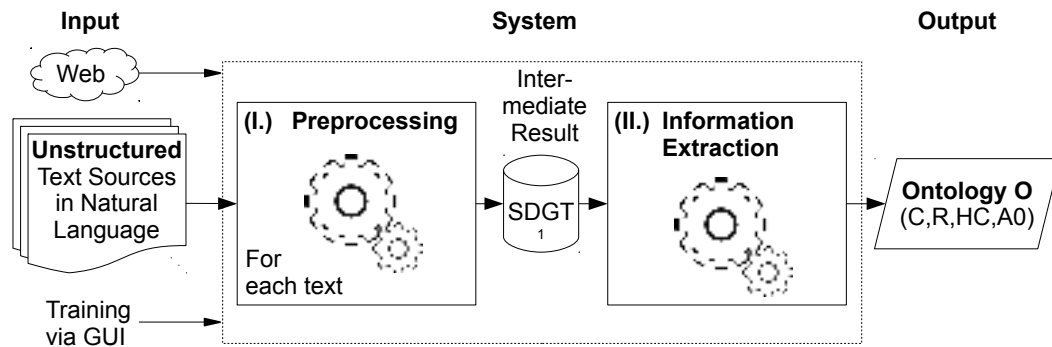 Input
System
Output
Web
Unstructured
Text Sources
in Natural
Language
Training
via GUI
(I.) Preprocessing
For
each text
Inter-
mediate
Result
SDGT
1
(II.) Information
Extraction
Ontology O
(C,R,HC,A0)